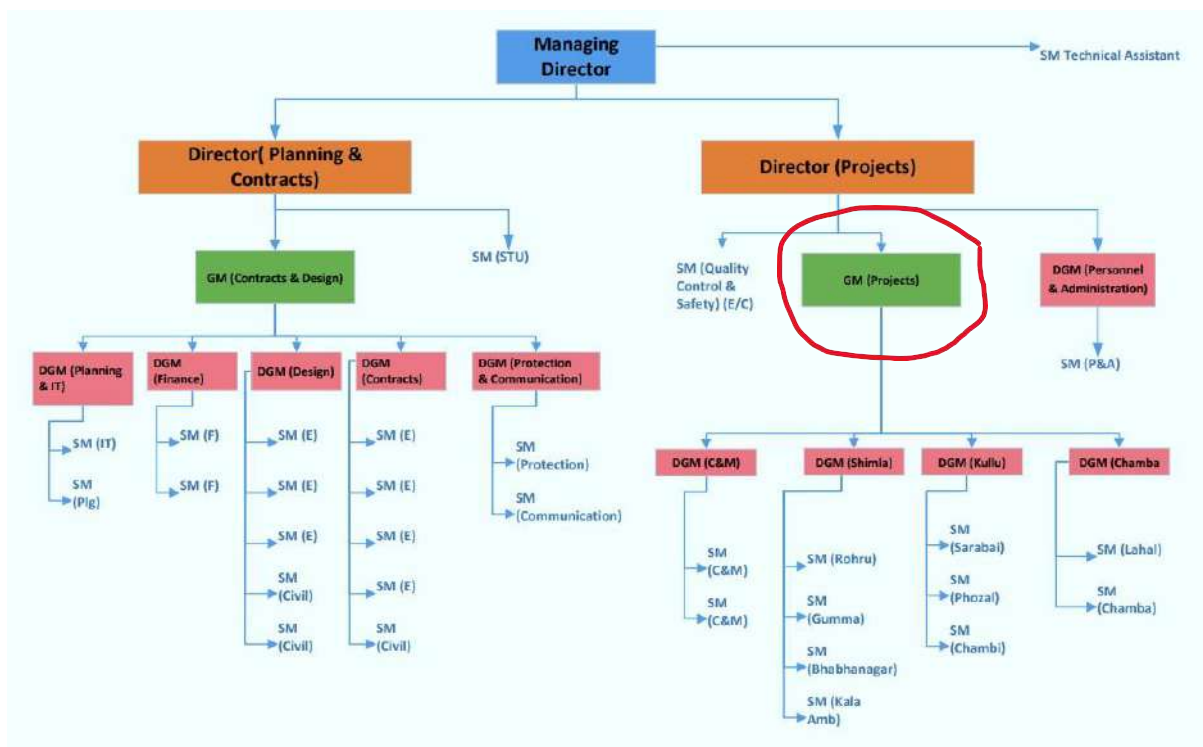 Managing
Director
SM Technical Assistant
Director( Planning &
Contracts)
Director (Projects)
GM (Contracts & Design)
SM (STU)
SM (Quality
Control &
Safety) (E/C)
GM (Projects)
DGM (Personnel
& Administration)
SM (P&A)
DGM (Planning
& IT)
DGM
(Finance)
DGM (Design)
DGM
(Contracts)
DGM (Protection
& Communication)
SM (IT)
SM
(Plg)
SM (F)
SM (F)
SM (E)
SM (E)
SM (E)
SM
(Civil)
SM
(Civil)
SM (E)
SM (E)
SM (E)
SM (E)
SM
(Civil)
SM
(Protection)
SM
(Communication)
DGM (C&M)
DGM (Shimla)
DGM (Kullu)
DGM (Chamba
SM
(C&M)
SM
(C&M)
SM (Rohru)
SM
(Gumma)
SM
(Bhabhanagar)
SM (Kala
Amb)
SM
(Sarabai)
SM
(Phozal)
SM
(Chambi)
SM (Lahal)
SM
(Chamba)